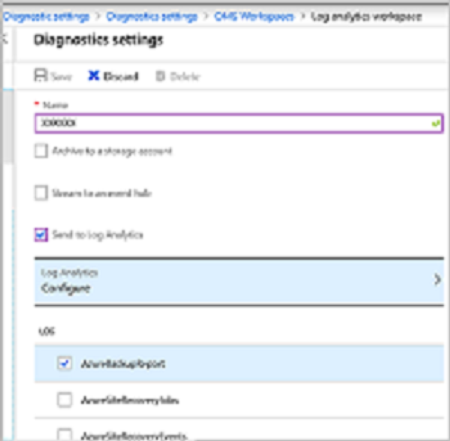 Diagnostic settings > Diagnostics settings > OMS Workspaces > Log analytics workspace
Diagnostics settings
Save Discard Delete
* Name
Archive to a storage account
Stream to an event hub
Send to Log Analytics
Log Analytics
Configure
LOG
AzureBackupReport
AzureSiteRecoveryJobs
AzureSiteRecoveryEvents